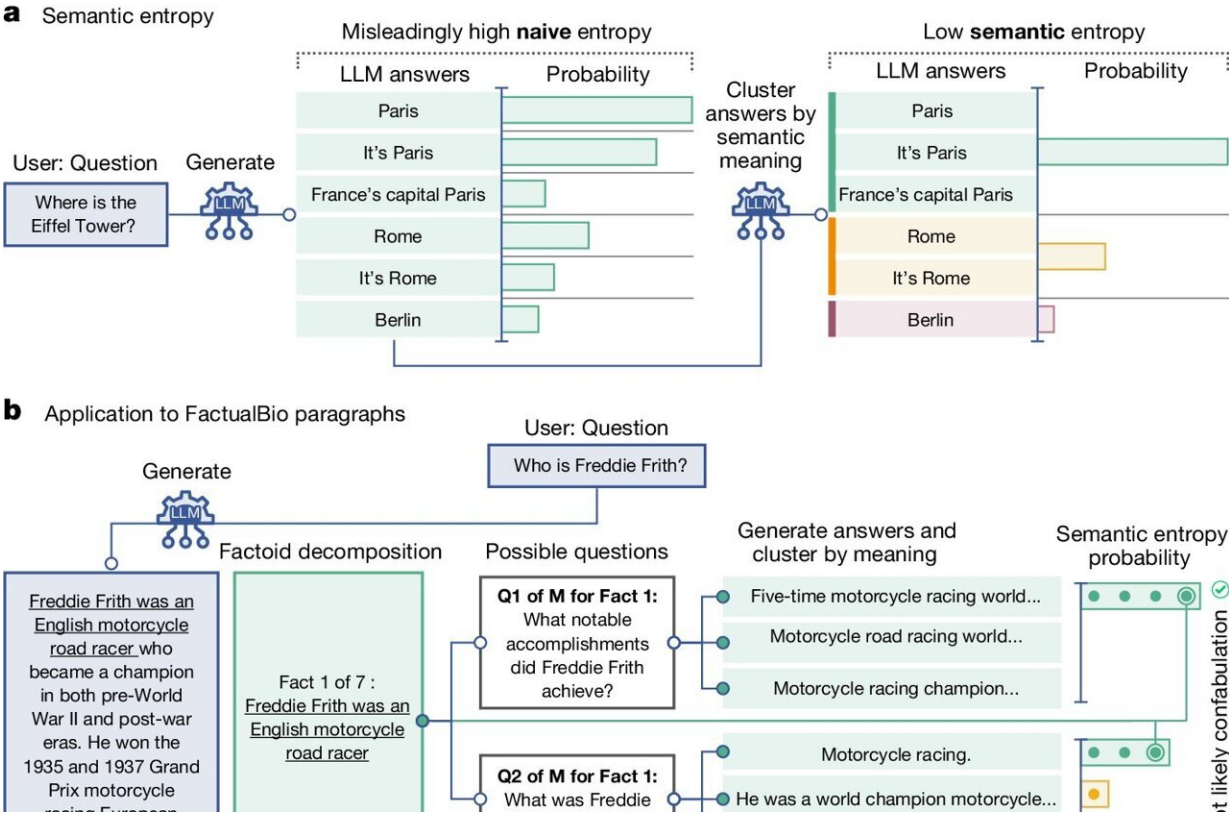 a Semantic entropy
Misleadingly high naive entropy
LLM answers
Probability
Paris
It's Paris
France's capital Paris
Rome
It's Rome
Berlin
User: Question
Where is the
Eiffel Tower?
Generate
LLM
Cluster
answers by
semantic
meaning
LLM
Low semantic entropy
LLM answers
Probability
Paris
It's Paris
France's capital Paris
Rome
It's Rome
Berlin
b Application to FactualBio paragraphs
User: Question
Who is Freddie Frith?
Generate
LLM
Freddie Frith was an
English motorcycle
road racer who
became a champion
in both pre-World
War II and post-war
eras. He won the
1935 and 1937 Grand
Prix motorcycle
racing European
Factoid decomposition
Fact 1 of 7 :
Freddie Frith was an
English motorcycle
road racer
Possible questions
Q1 of M for Fact 1:
What notable
accomplishments
did Freddie Frith
achieve?
Q2 of M for Fact 1:
What was Freddie
Generate answers and
cluster by meaning
Five-time motorcycle racing world...
Motorcycle road racing world...
Motorcycle racing champion...
Motorcycle racing.
He was a world champion motorcycle...
Semantic entropy
probability
likely confabulation